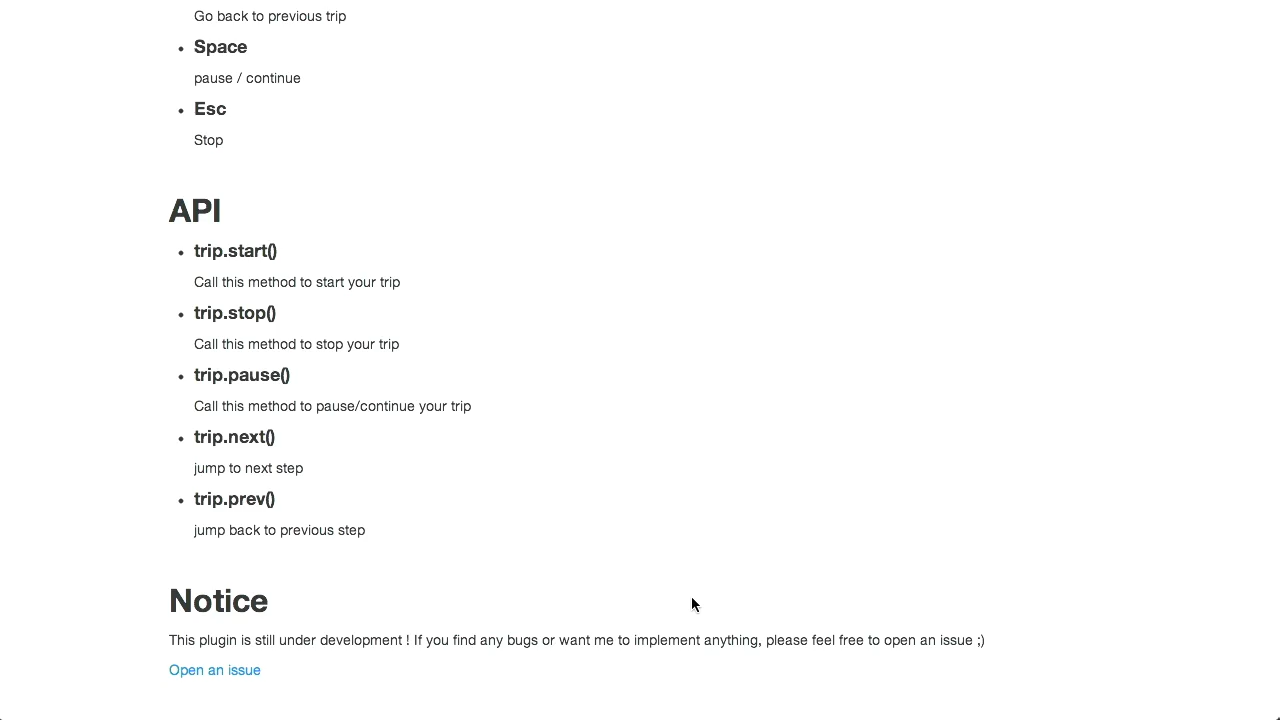 Go back to previous trip
Space
pause / continue
Esc
Stop
API
trip.start()
Call this method to start your trip
trip.stop()
Call this method to stop your trip
trip.pause()
Call this method to pause/continue your trip
trip.next()
jump to next step
trip.prev()
jump back to previous step
Notice
This plugin is still under development ! If you find any bugs or want me to implement anything, please feel free to open an issue ;)
Open an issue